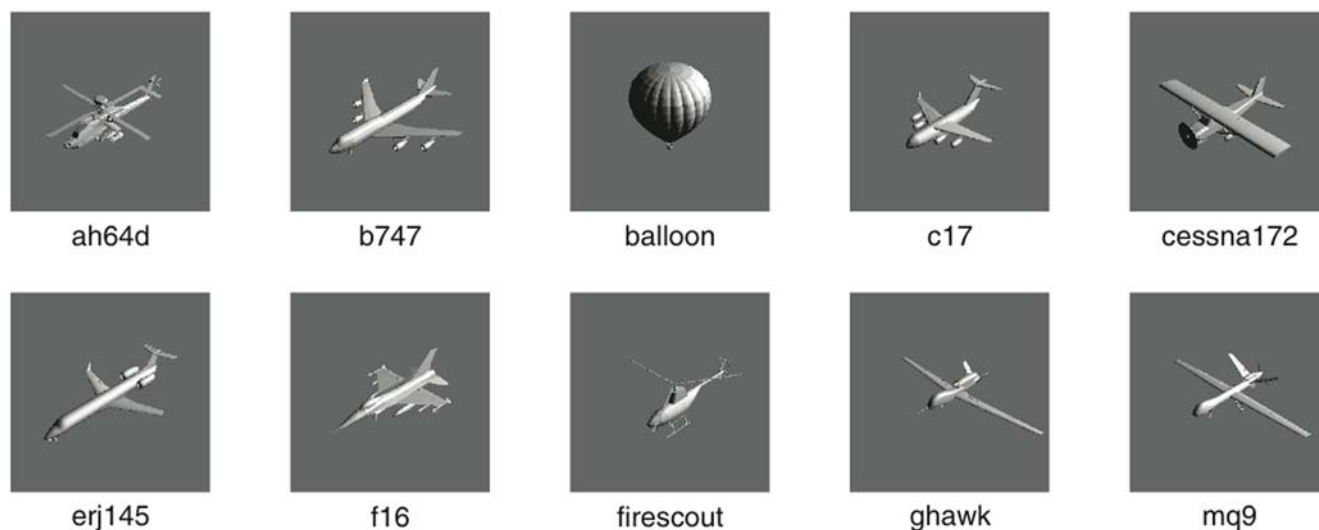 ah64d
b747
balloon
c17
cessna172
erj145
f16
firescout
ghawk
mq9